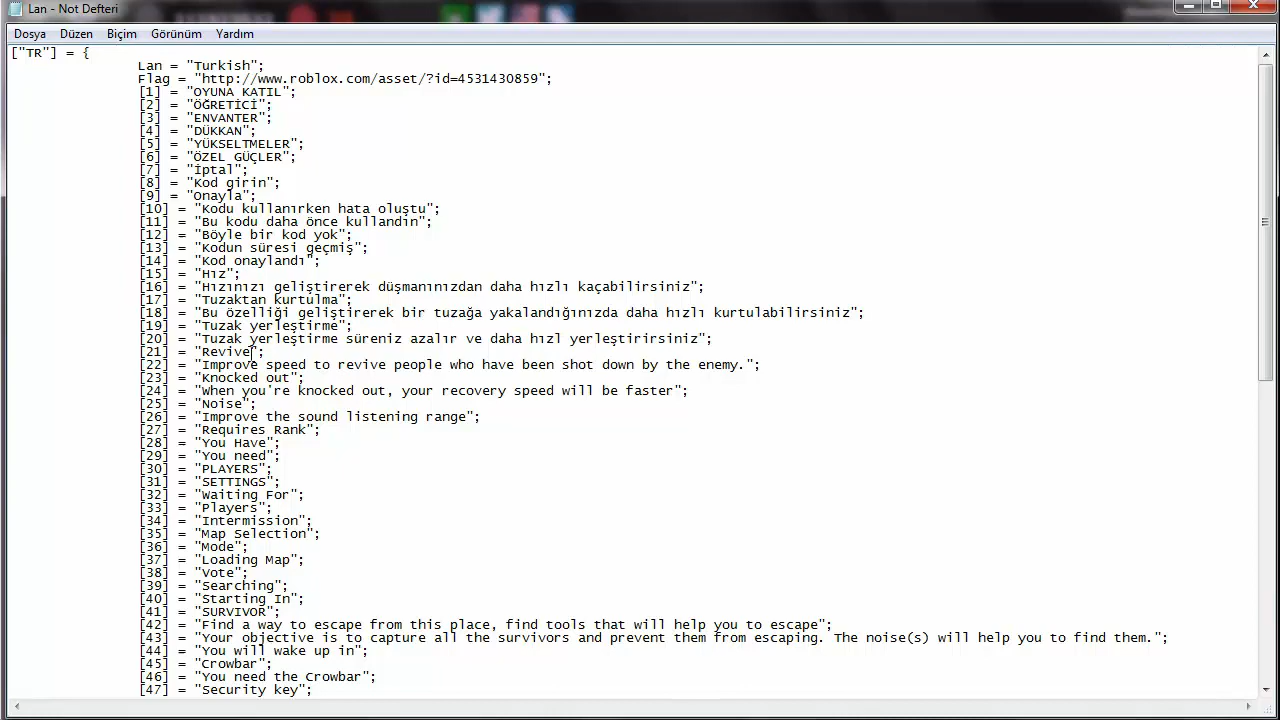 Lan - Not Defteri
Dosya Düzen Biçim Görünüm Yardım
["TR"] = {
Lan = "Turkish";
Flag = "http://www.roblox.com/asset/?id=4531430859";
[1] = "OYUNA KATIL";
[2] = "ÖĞRETİCİ";
[3] = "ENVANTER";
[4] = "DÜKKAN";
[5] = "YÜKSELTMELER";
[6] = "ÖZEL GÜÇLER";
[7] = "İptal";
[8] = "Kod girin";
[9] = "Onayla";
[10] = "Kodu kullanırken hata oluştu";
[11] = "Bu kodu daha önce kullandın";
[12] = "Böyle bir kod yok";
[13] = "Kodun süresi geçmiş";
[14] = "Kod onaylandı";
[15] = "Hız";
[16] = "Hızınızı geliştirerek düşmanınızdan daha hızlı kaçabilirsiniz";
[17] = "Tuzaktan kurtulma";
[18] = "Bu özelliği geliştirerek bir tuzağa yakalandığınızda daha hızlı kurtulabilirsiniz";
[19] = "Tuzak yerleştirme";
[20] = "Tuzak yerleştirme süreniz azalır ve daha hızl yerleştirirsiniz";
[21] = "Revive";
[22] = "Improve speed to revive people who have been shot down by the enemy.";
[23] = "Knocked out";
[24] = "When you're knocked out, your recovery speed will be faster";
[25] = "Noise";
[26] = "Improve the sound listening range";
[27] = "Requires Rank";
[28] = "You Have";
[29] = "You need";
[30] = "PLAYERS";
[31] = "SETTINGS";
[32] = "Waiting For";
[33] = "Players";
[34] = "Intermission";
[35] = "Map Selection";
[36] = "Mode";
[37] = "Loading Map";
[38] = "Vote";
[39] = "Searching";
[40] = "Starting In";
[41] = "SURVIVOR";
[42] = "Find a way to escape from this place, find tools that will help you to escape";
[43] = "Your objective is to capture all the survivors and prevent them from escaping. The noise(s) will help you to find them.";
[44] = "You will wake up in";
[45] = "Crowbar";
[46] = "You need the Crowbar";
[47] = "Security key";